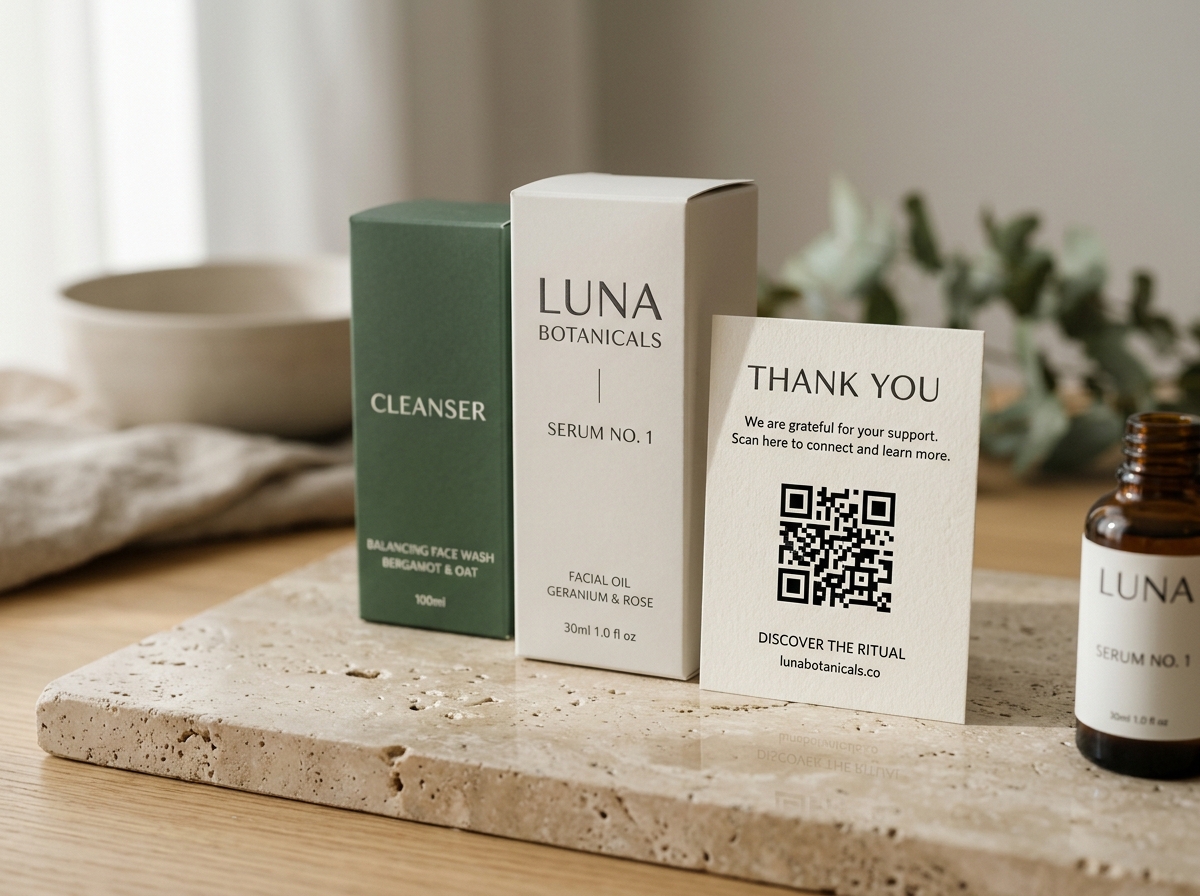 CLEANSER
BALANCING FACE WASH
BERGAMOT & OAT
100ml
LUNA
BOTANICALS
SERUM NO. 1
FACIAL OIL
GERANIUM & ROSE
30ml 1.0 fl oz
THANK YOU
We are grateful for your support.
Scan here to connect and learn more.
DISCOVER THE RITUAL
lunabotanicals.co
LUNA
SERUM NO. 1
30ml 1.0 fl oz